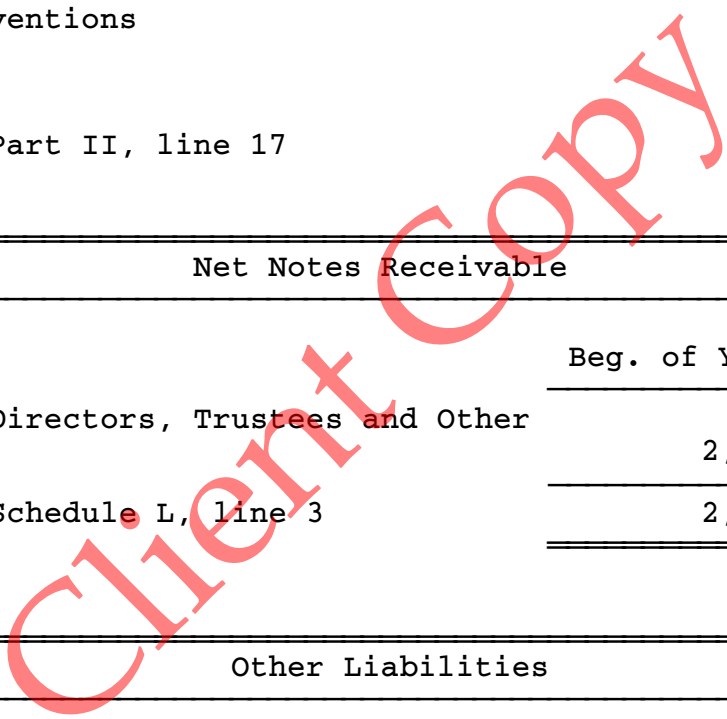 ventions
Part II, line 17
Net Notes Receivable
Beg. of Y
Directors, Trustees and Other
2,
Schedule L, line 3
2,
Other Liabilities
Client Copy